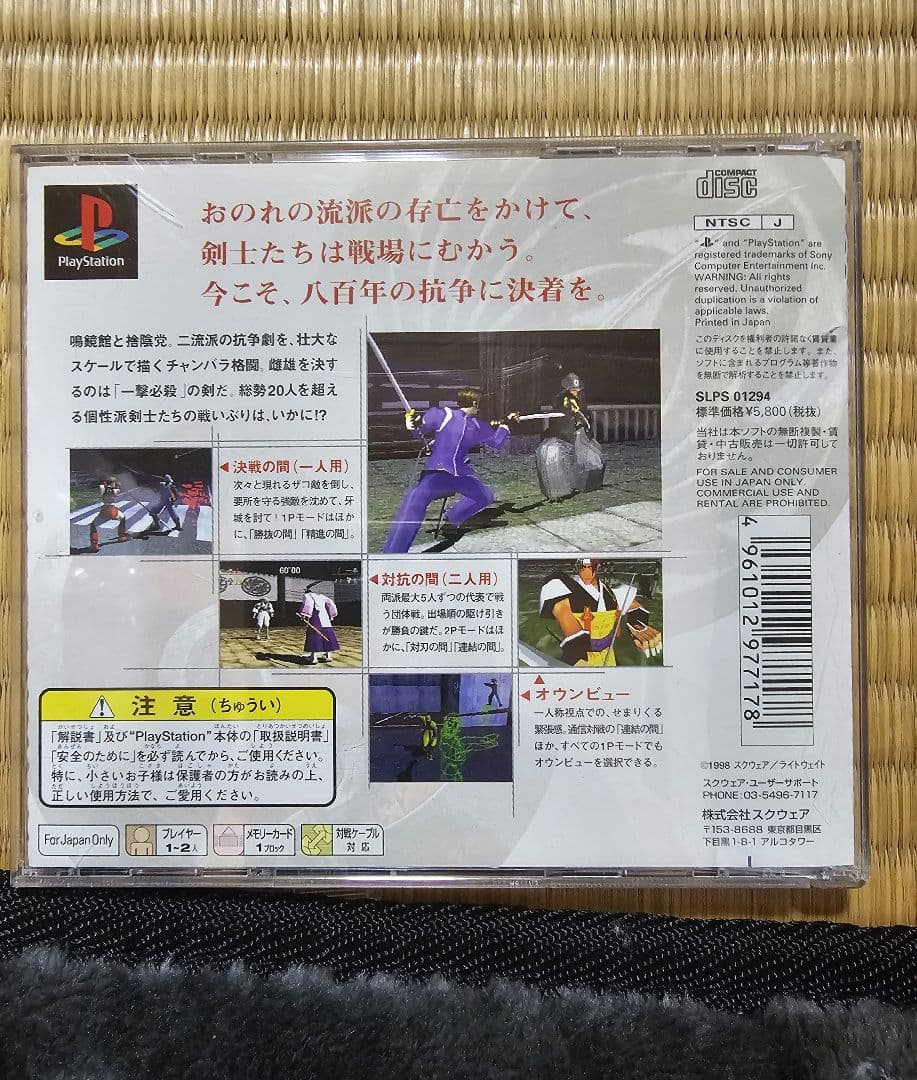 PlayStation
おのれの流派の存亡をかけて、
剣士たちは戦場にむかう。
今こそ、八百年の抗争に決着を。
鳴鏡館と捨陰党。二流派の抗争劇を、壮大な
スケールで描くチャンバラ格闘。雌雄を決す
るのは「一撃必殺」の剣だ。総勢20人を超え
る個性派剣士たちの戦いぶりは、いかに!?
◀決戦の間(一人用)
次々と現れるザコ敵を倒し、
要所を守る強敵を沈めて、牙
城を討て!1Pモードはほか
に、「勝抜の間」「精進の間」。
60"00
◀対抗の間(二人用)
両派最大5人ずつの代表で戦
う団体戦。出場順の駆け引き
が勝負の鍵だ。2Pモードはほ
かに、「対刃の間」「連結の間」。
▲
◀オウンビュー
一人称視点での、せまりくる
緊張感。通信対戦の「連結の間」
ほか、すべての1Pモードでも
オウンビューを選択できる。
注意(ちゅうい)
「解説書」及び"PlayStation"本体の「取扱説明書」
「安全のために」を必ず読んでから、ご使用ください。
特に、小さいお子様は保護者の方がお読みの上、
正しい使用方法で、ご愛用ください。
For Japan Only
プレイヤー
1~2人
メモリーカード
1ブロック
対戦ケーブル
対応
COMPACT
disc
NTSC J
"PS" and "PlayStation" are
registered trademarks of Sony
Computer Entertainment Inc.
WARNING: All rights
reserved. Unauthorized
duplication is a violation of
applicable laws.
Printed in Japan
このディスクを権利者の許諾なく賃貸業
に使用することを禁止します。また、
ソフトに含まれるプログラム等著作物
を無断で解析することを禁止します。
SLPS 01294
標準価格¥5,800(税抜)
当社は本ソフトの無断複製・賃
貸・中古販売は一切許可して
おりません。
FOR SALE AND CONSUMER
USE IN JAPAN ONLY.
COMMERCIAL USE AND
RENTAL ARE PROHIBITED.
4 961012 977178
©1998 スクウェア/ライトウェイト
スクウェア・ユーザーサポート
PHONE: 03-5496-7117
株式会社スクウェア
〒153-8688 東京都目黒区
下目黒1-8-1 アルコタワー